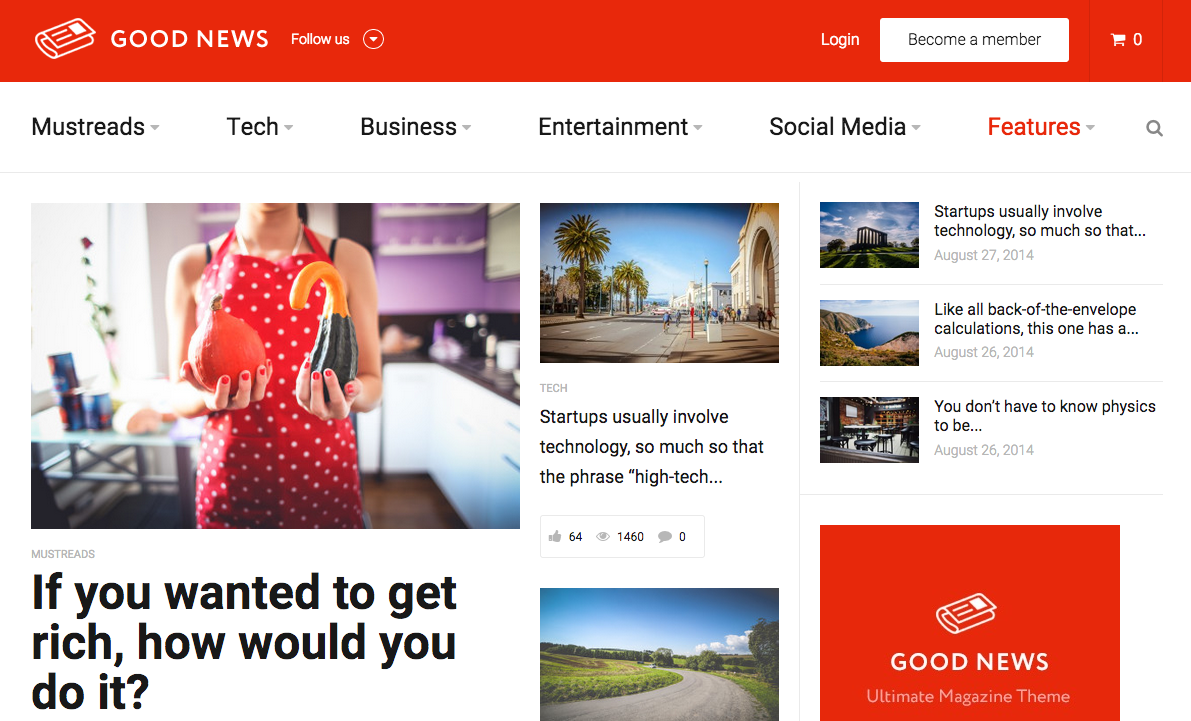 GOOD NEWS
Follow us
Login
Become a member
0
Mustreads
Tech
Business
Entertainment
Social Media
Features
MUSTREADS
If you wanted to get
rich, how would you
do it?
TECH
Startups usually involve
technology, so much so that
the phrase “high-tech...
64
1460
0
Startups usually involve
technology, so much so that...
August 27, 2014
Like all back-of-the-envelope
calculations, this one has a...
August 26, 2014
You don’t have to know physics
to be...
August 26, 2014
GOOD NEWS
Ultimate Magazine Theme